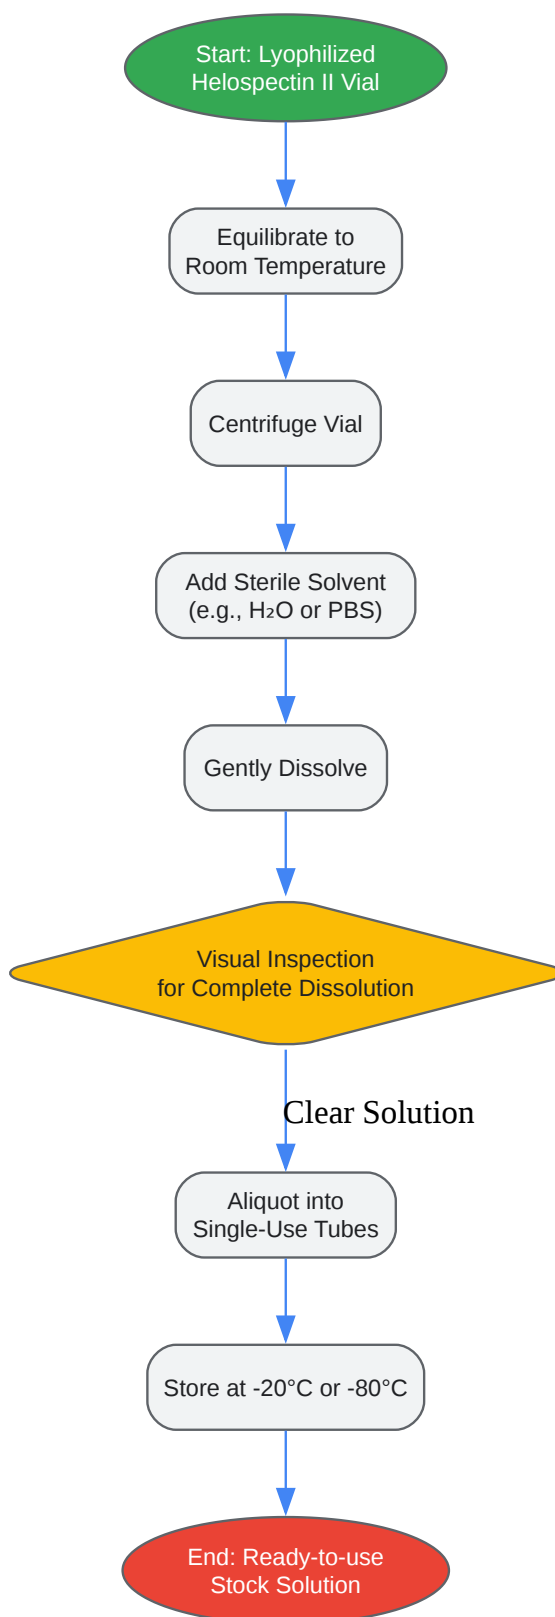 Start: Lyophilized
Helospectin II Vial
Equilibrate to
Room Temperature
Centrifuge Vial
Add Sterile Solvent
(e.g., H₂O or PBS)
Gently Dissolve
Visual Inspection
for Complete Dissolution
Clear Solution
Aliquot into
Single-Use Tubes
Store at -20°C or -80°C
End: Ready-to-use
Stock Solution